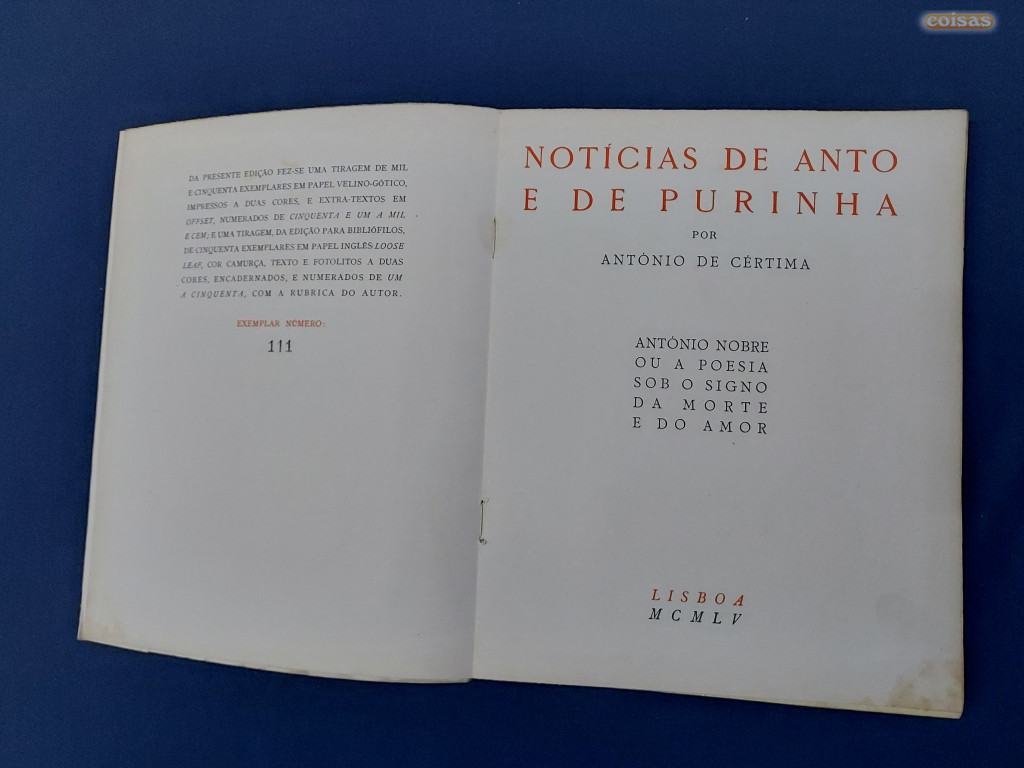 coisas
DA PRESENTE EDIÇÃO FEZ-SE UMA TIRAGEM DE MIL
E CINQUENTA EXEMPLARES EM PAPEL VELINO-GÓTICO,
IMPRESSOS A DUAS CORES, E EXTRA-TEXTOS EM
OFFSET, NUMERADOS DE CINQUENTA E UM A MIL
E CEM; E UMA TIRAGEM, DA EDIÇÃO PARA BIBLIÓFILOS,
DE CINQUENTA EXEMPLARES EM PAPEL INGLÊS LOOSE
LEAF, COR CAMURÇA, TEXTO E FOTOLITOS A DUAS
CORES, ENCADERNADOS, E NUMERADOS DE UM
A CINQUENTA, COM A RUBRICA DO AUTOR.
EXEMPLAR NÚMERO:
111
NOTÍCIAS DE ANTO
E DE PURINHA
POR
ANTÓNIO DE CÉRTIMA
ANTÓNIO NOBRE
OU A POESIA
SOB O SIGNO
DA MORTE
E DO AMOR
LISBOA
MCMLV